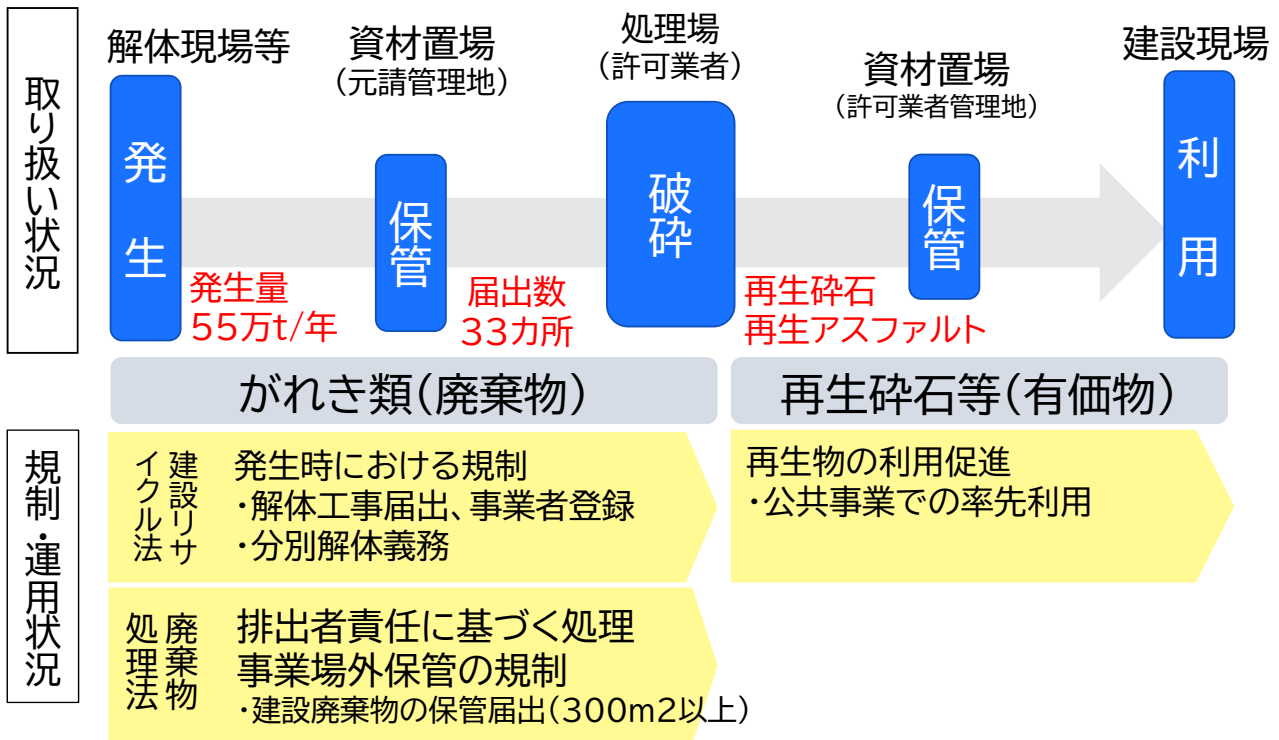 取り扱い状況
解体現場等
発生
発生量
55万t/年
資材置場
(元請管理地)
保管
届出数
33カ所
処理場
(許可業者)
破砕
再生砕石
再生アスファルト
資材置場
(許可業者管理地)
保管
建設現場
利用
がれき類(廃棄物)
再生砕石等(有価物)
規制・運用状況
建設リサ
イクル法
発生時における規制
・解体工事届出、事業者登録
・分別解体義務
再生物の利用促進
・公共事業での率先利用
廃棄物
処理法
排出者責任に基づく処理
事業場外保管の規制
・建設廃棄物の保管届出(300m2以上)